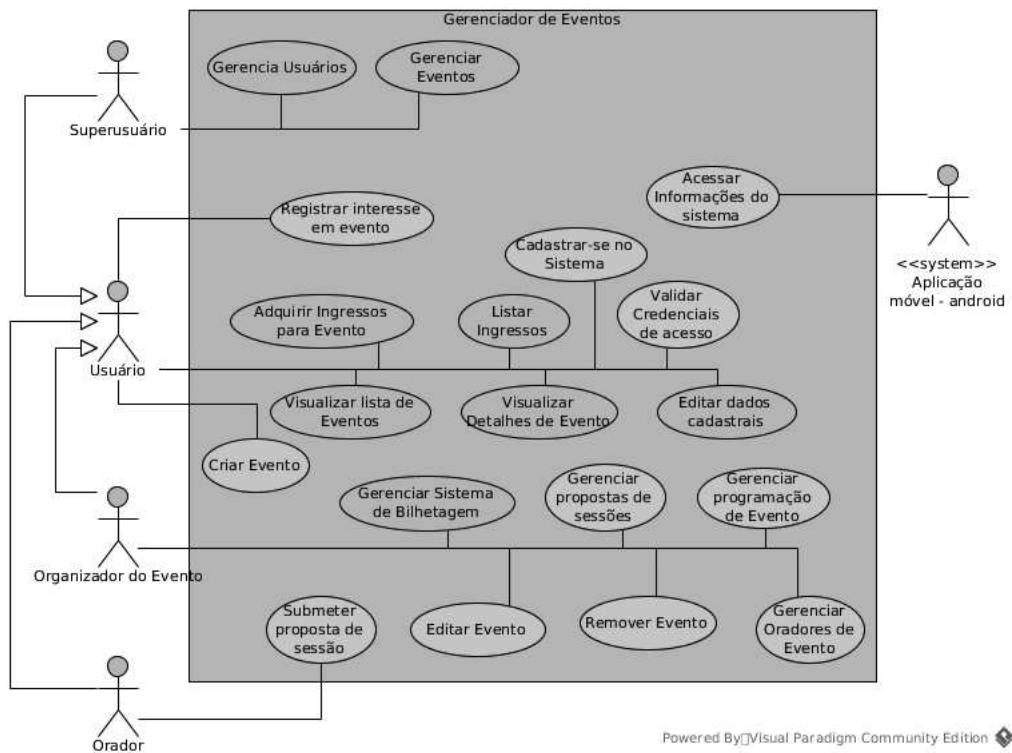 Gerenciador de Eventos
Gerencia Usuários
Gerenciar
Eventos
Superusuário
Acessar
Informações do
sistema
<<system>>
Aplicação
móvel - android
Registrar interesse
em evento
Cadastrar-se no
Sistema
Adquirir Ingressos
para Evento
Listar
Ingressos
Validar
Credenciais
de acesso
Usuário
Visualizar lista de
Eventos
Visualizar
Detalhes de Evento
Editar dados
cadastrais
Criar Evento
Gerenciar Sistema
de Bilhetagem
Gerenciar
propostas de
sessões
Gerenciar
programação
de Evento
Organizador do Evento
Submeter
proposta de
sessão
Editar Evento
Remover Evento
Gerenciar
Oradores de
Evento
Orador
Powered By Visual Paradigm Community Edition